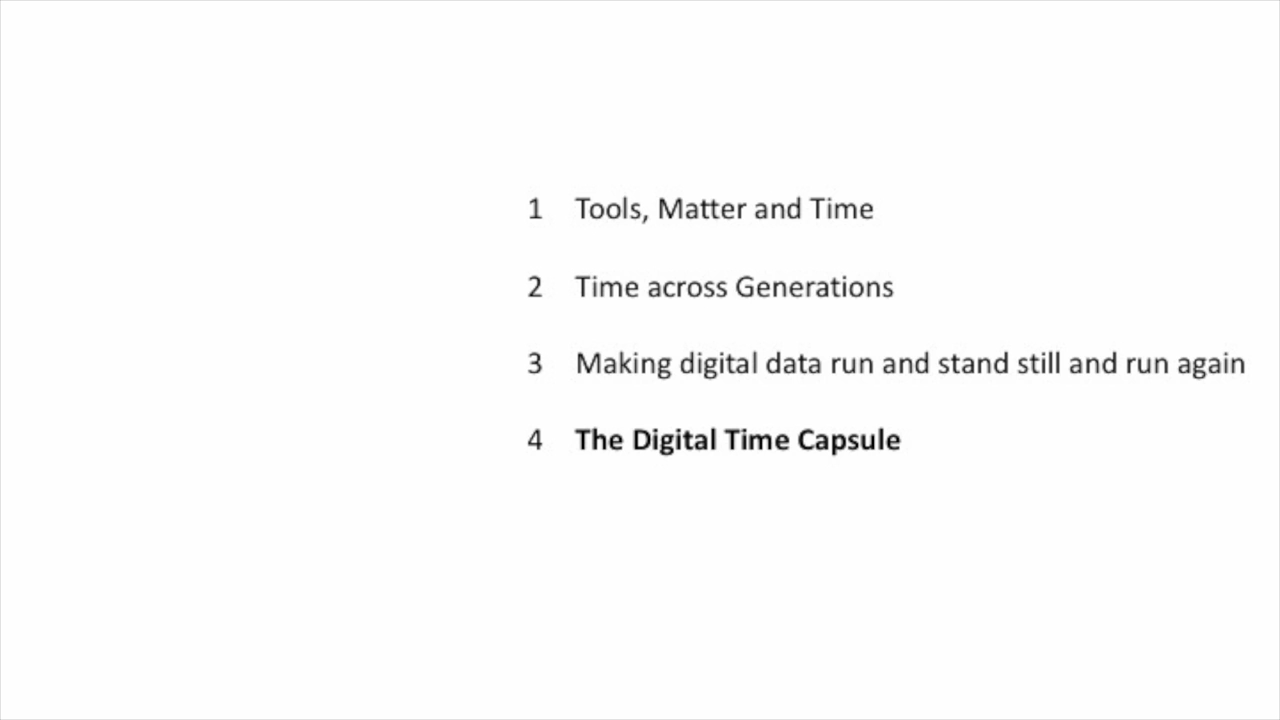 1 Tools, Matter and Time
2 Time across Generations
3 Making digital data run and stand still and run again
4 The Digital Time Capsule